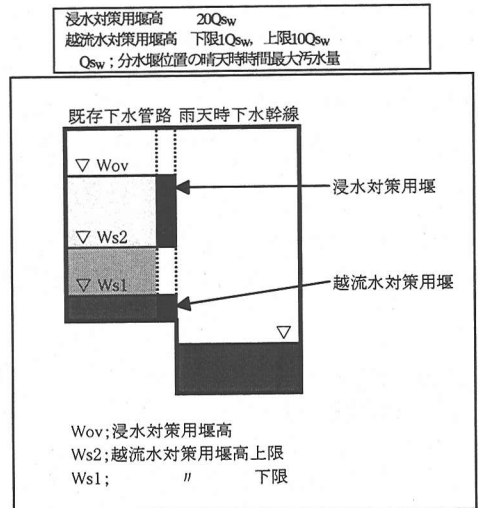 浸水対策用堰高 20Qsw
越流水対策用堰高 下限1Qsw, 上限10Qsw
Qsw；分水堰位置の晴天時時間最大汚水量
既存下水管路 雨天時下水幹線
▽ Wov
浸水対策用堰
▽ Ws2
▽ Ws1
越流水対策用堰
▽
Wov;浸水対策用堰高
Ws2;越流水対策用堰高上限
Ws1; 〃 下限